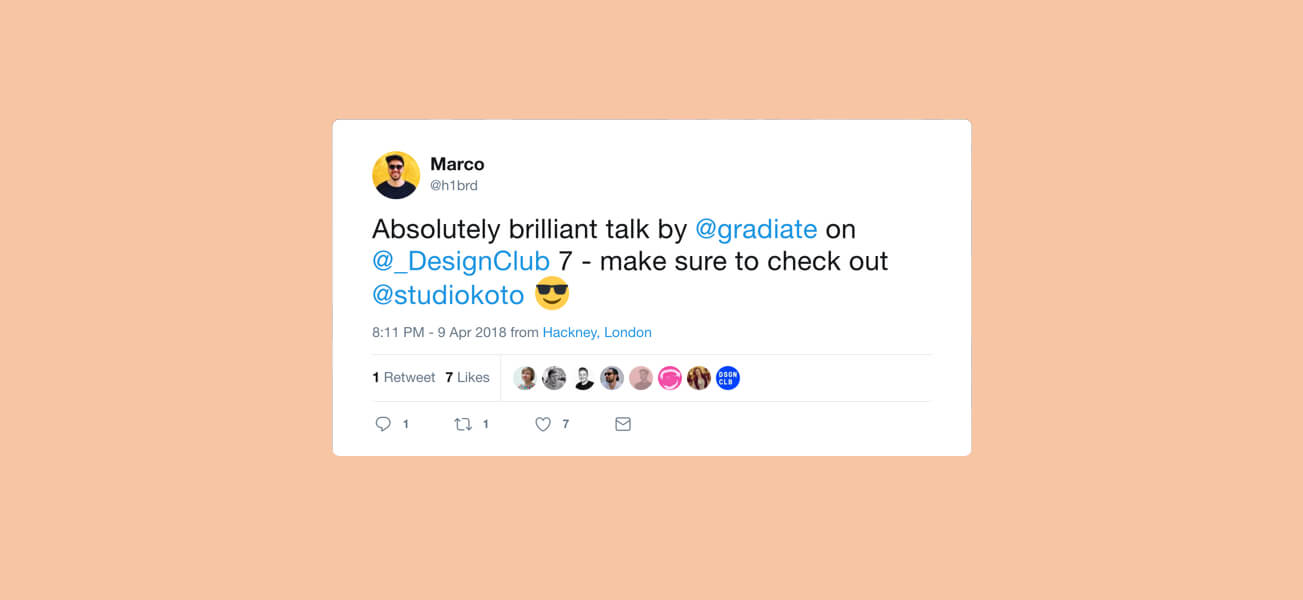 Marco
@h1brd
Absolutely brilliant talk by @gradiate on
@_DesignClub 7 - make sure to check out
@studiokoto 😎
8:11 PM - 9 Apr 2018 from Hackney, London
1 Retweet 7 Likes
DSGN
CLB
1 1 7